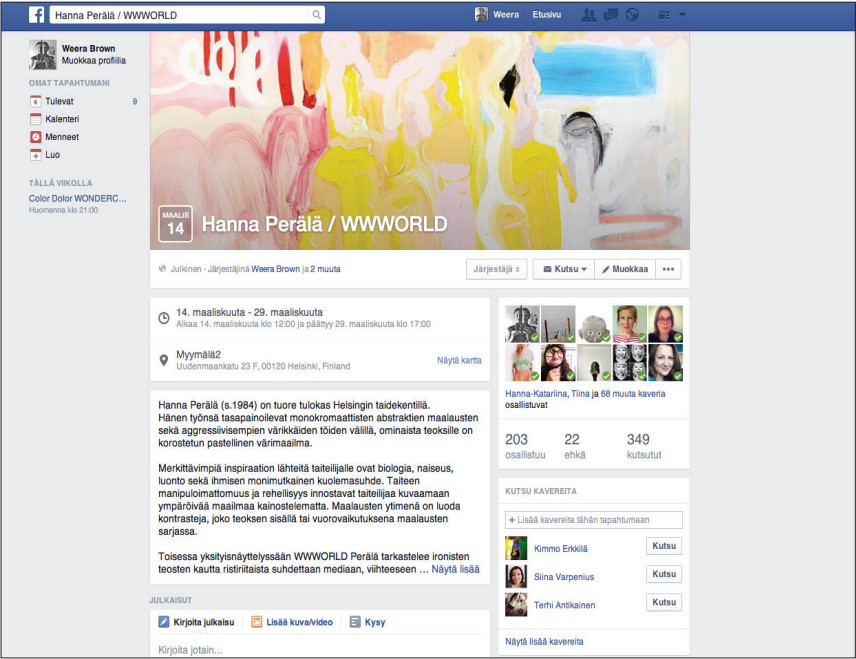 Hanna Perälä / WWWORLD
Weera
Etusivu
Weera Brown
Muokkaa profiilia
OMAT TAPAHTUMANI
6 Tulevat 9
Kalenteri
Menneet
Luo
TÄLLÄ VIIKOLLA
Color Dolor WONDERC...
Huomenna klo 21:00
MAALIS
14
Hanna Perälä / WWWORLD
Julkinen · Järjestäjinä Weera Brown ja 2 muuta
Järjestäjä
Kutsu
Muokkaa
14. maaliskuuta - 29. maaliskuuta
Alkaa 14. maaliskuuta klo 12:00 ja päättyy 29. maaliskuuta klo 17:00
Myymälä2
Uudenmaankatu 23 F, 00120 Helsinki, Finland
Näytä kartta
Hanna Perälä (s.1984) on tuore tulokas Helsingin taidekentillä.
Hänen työnsä tasapainoilevat monokromaattisten abstraktien maalausten
sekä aggressiivisempien värikkäiden töiden välillä, ominaista teoksille on
korostetun pastellinen värimaailma.
Merkittävimpiä inspiraation lähteitä taiteilijalle ovat biologia, naiseus,
luonto sekä ihmisen monimutkainen kuolemasuhde. Taiteen
manipuloimattomuus ja rehellisyys innostavat taiteilijaa kuvaamaan
ympäröivää maailmaa kainostelematta. Maalausten ytimenä on luoda
kontrasteja, joko teoksen sisällä tai vuorovaikutuksena maalausten
sarjassa.
Toisessa yksityisnäyttelyssään WWWORLD Perälä tarkastelee ironisten
teosten kautta ristiriitaista suhdettaan mediaan, viihteeseen ... Näytä lisää
JULKAISUT
Kirjoita julkaisu
Lisää kuva/video
Kysy
Kirjoita jotain...
Hanna-Katariina, Tiina ja 68 muuta kaveria
osallistuvat
203 22 349
osallistuu ehkä kutsutut
KUTSU KAVEREITA
+ Lisää kavereita tähän tapahtumaan
Kimmo Erkkilä Kutsu
Siina Varpenius Kutsu
Terhi Antikainen Kutsu
Näytä lisää kavereita